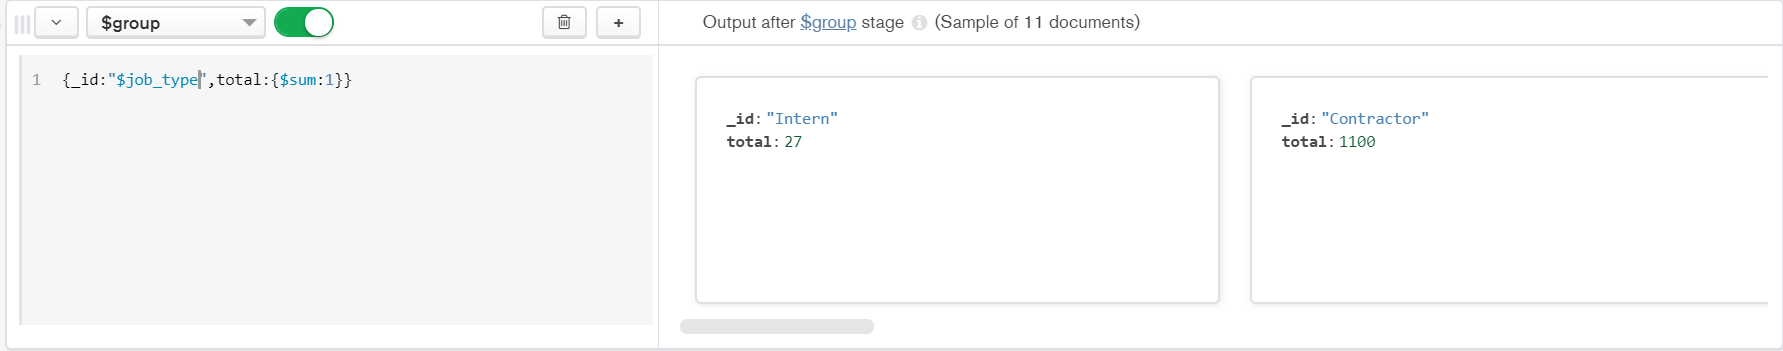 $group
+
Output after $group stage (Sample of 11 documents)
1 {_id:"$job_type",total:{$sum:1}}
_id: "Intern"
total: 27
_id: "Contractor"
total: 1100